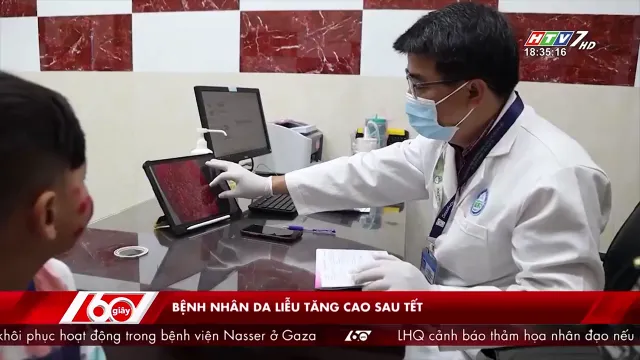 HTV7 HD
18:35:16
60 giây
BỆNH NHÂN DA LIỄU TĂNG CAO SAU TẾT
khôi phục hoạt động trong bệnh viện Nasser ở Gaza 60giây LHQ cảnh báo thảm họa nhân đạo nếu